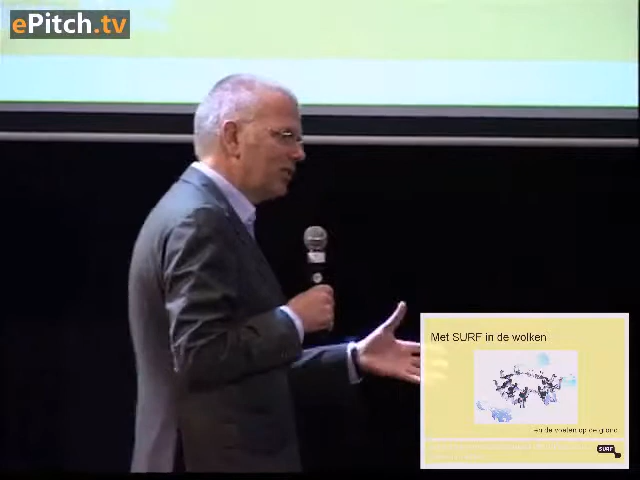 ePitch.tv
Met SURF in de wolken
en de voeten op de grond
SURF